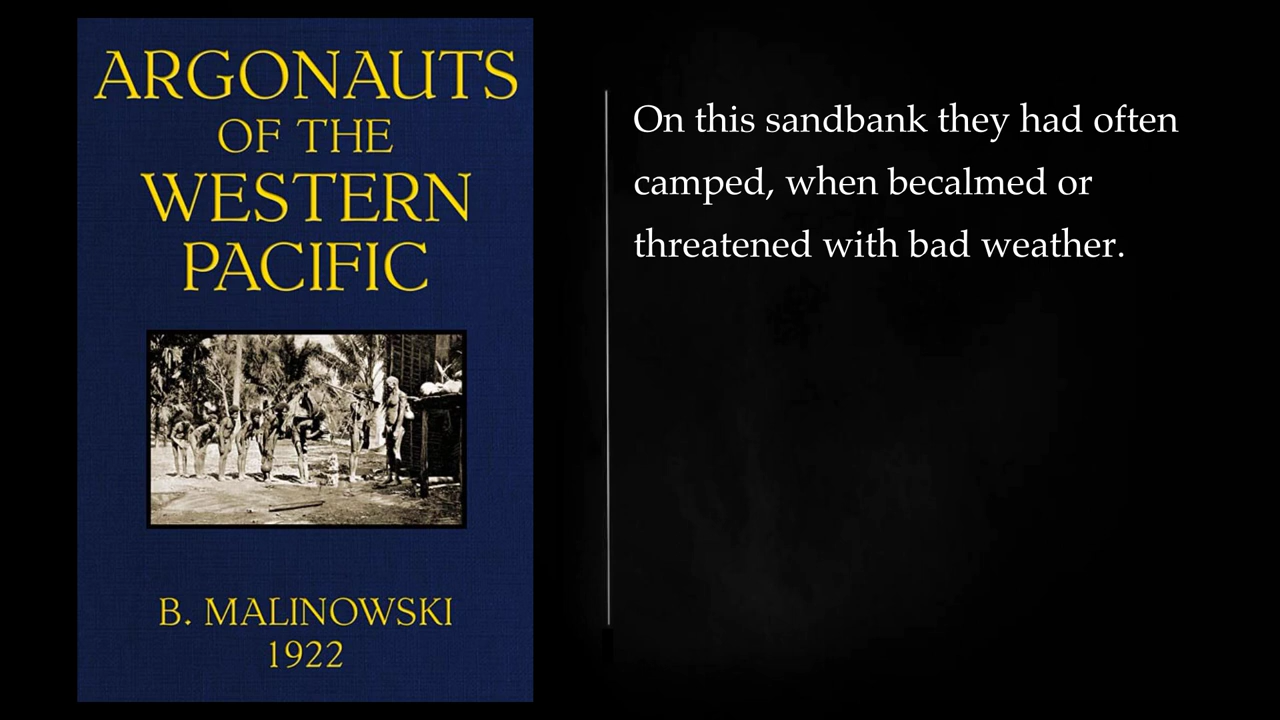 ARGONAUTS
OF THE
WESTERN
PACIFIC
B. MALINOWSKI
1922
On this sandbank they had often
camped, when becalmed or
threatened with bad weather.